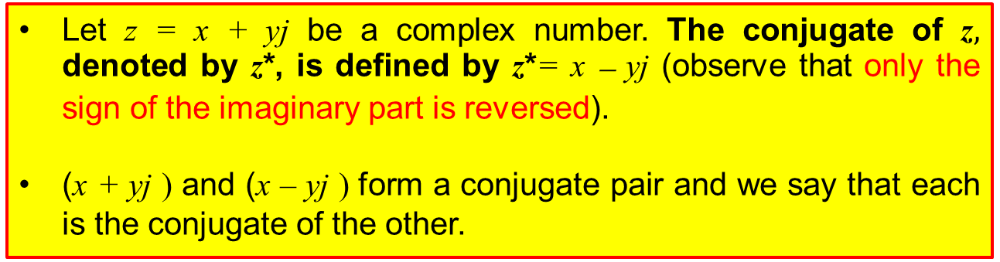 • Let z = x + yj be a complex number. The conjugate of z,
denoted by z*, is defined by z*= x – yj (observe that only the
sign of the imaginary part is reversed).
• (x + yj ) and (x – yj ) form a conjugate pair and we say that each
is the conjugate of the other.